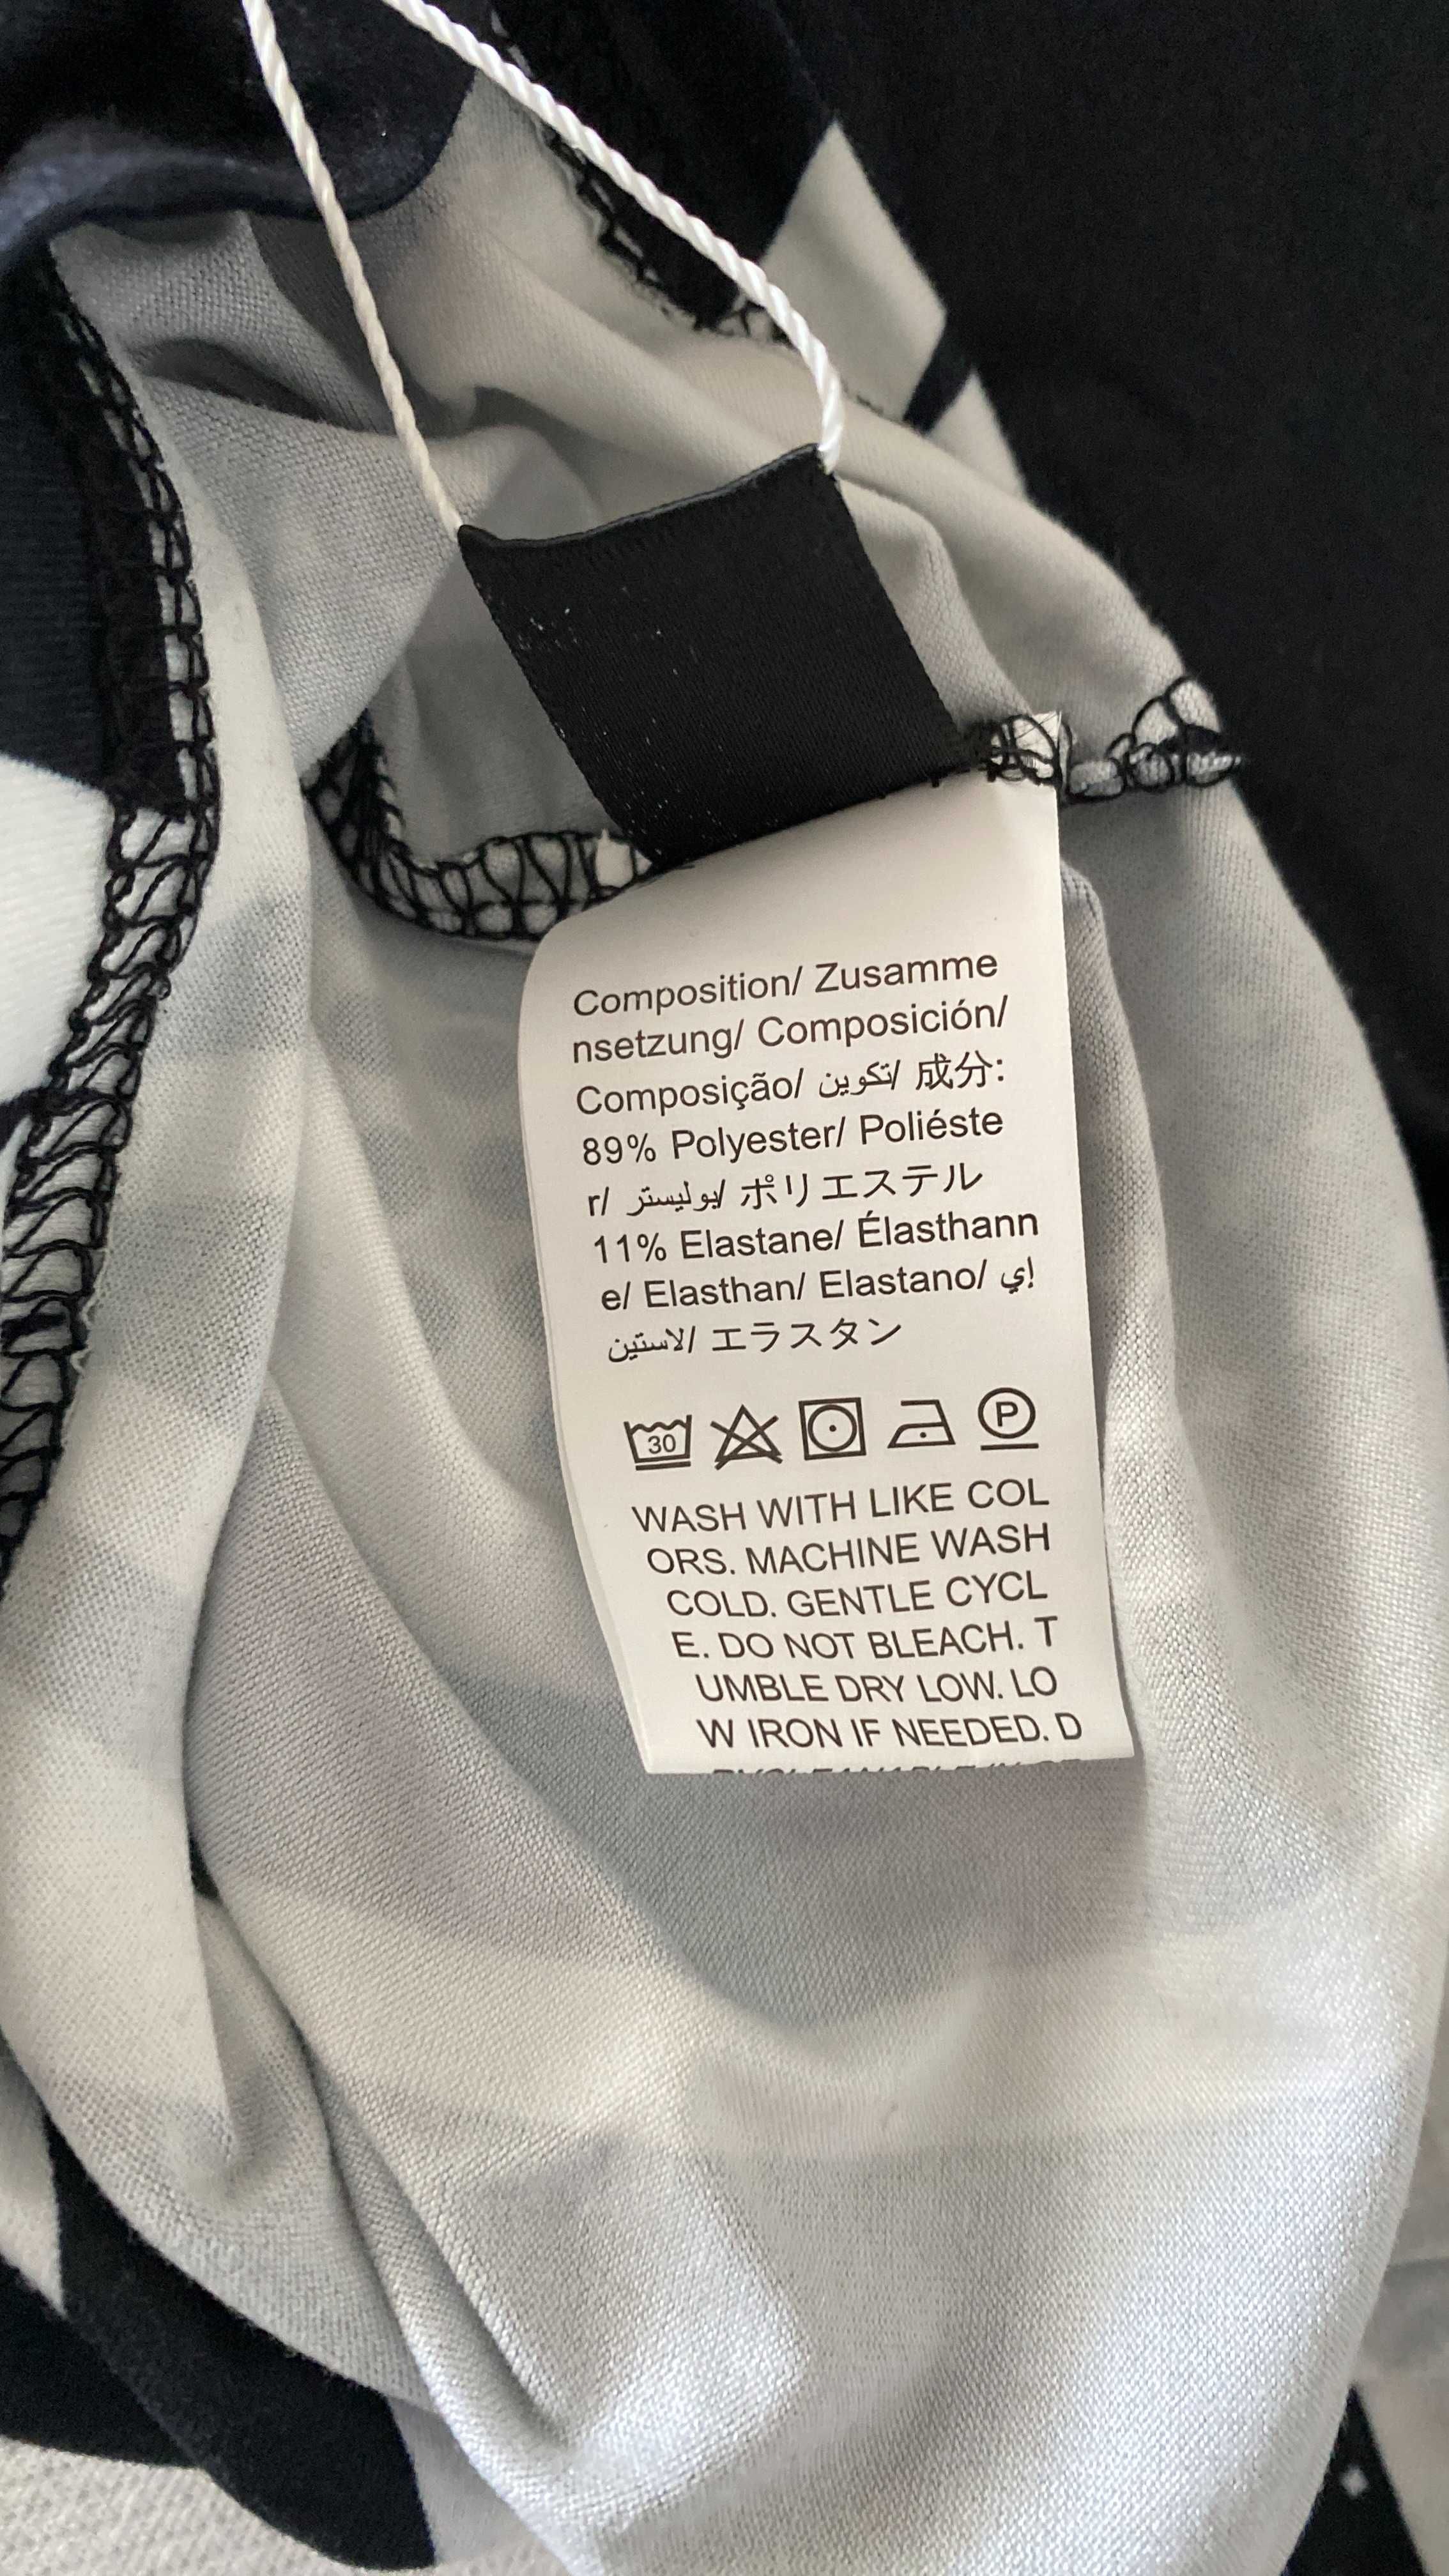 Composition/ Zusamme
nsetzung/ Composición/
Composição/ تكوين/ 成分:
89% Polyester/ Poliéste
r/ بوليستر/ ポリエステル
11% Elastane/ Élasthann
e/ Elasthan/ Elastano/ إي
لاستين/ エラスタン
30 P
WASH WITH LIKE COL
ORS. MACHINE WASH
COLD. GENTLE CYCL
E. DO NOT BLEACH. T
UMBLE DRY LOW. LO
W IRON IF NEEDED. D